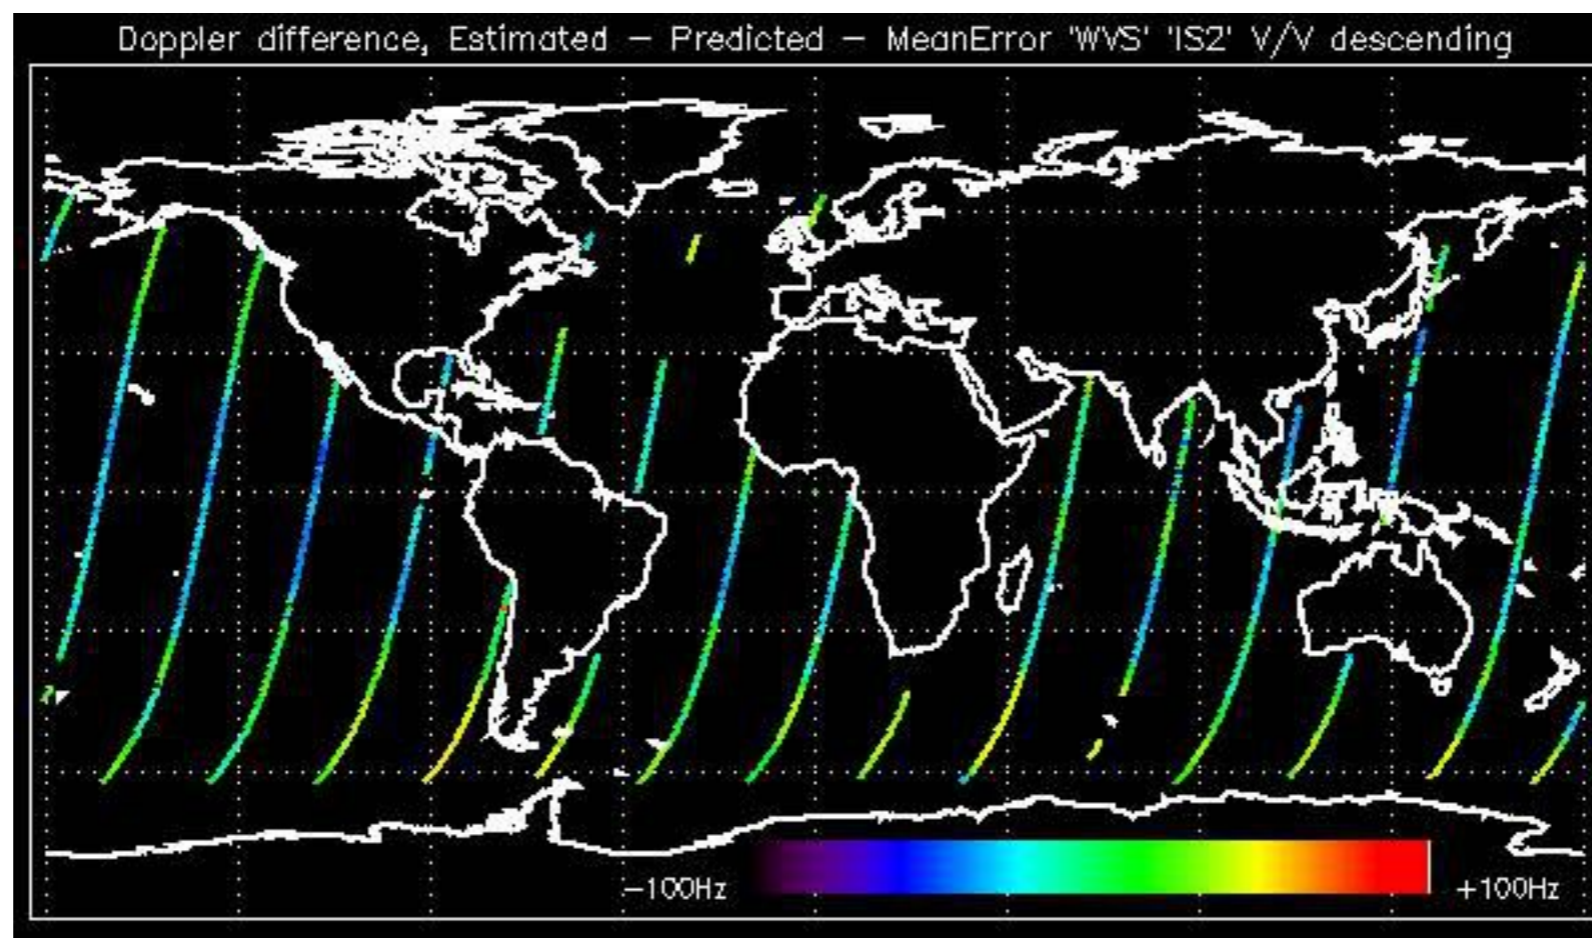 Doppler difference, Estimated – Predicted – MeanError 'WVS' 'IS2' V/V descending
–100Hz +100Hz